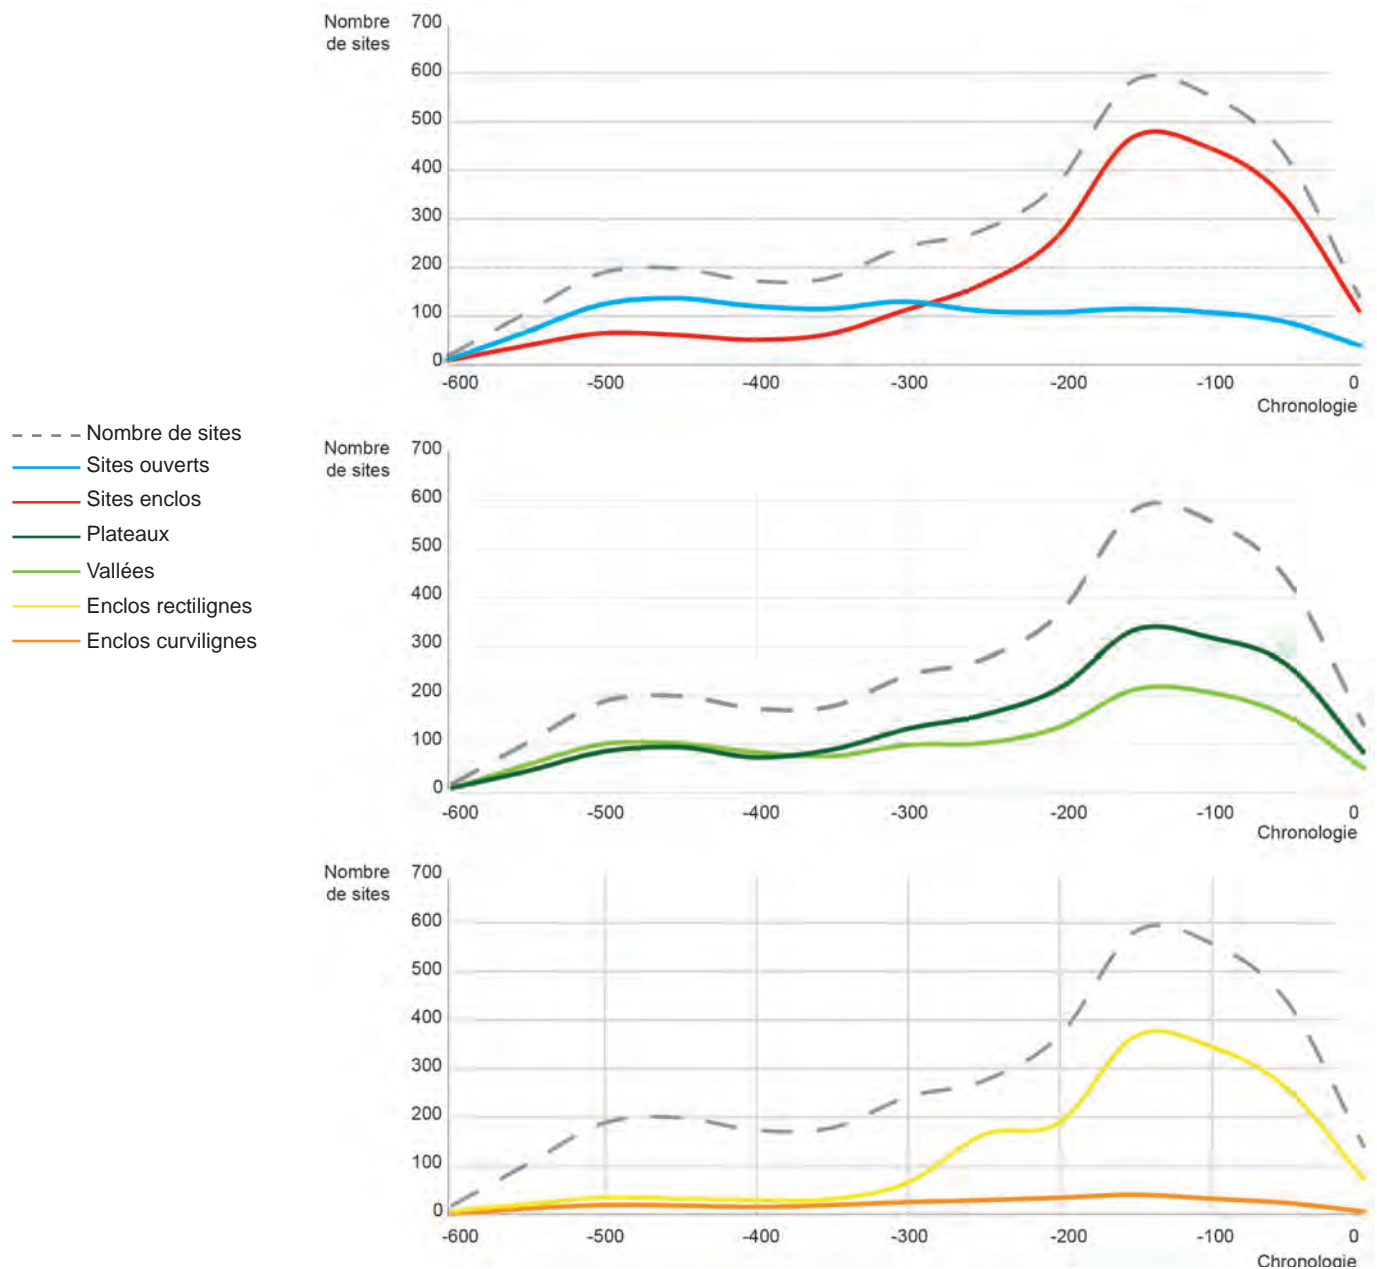 Nombre
de sites
700
600
500
400
300
200
100
0
-600 -500 -400 -300 -200 -100 0
Chronologie
Nombre de sites
Sites ouverts
Sites enclos
Plateaux
Vallées
Enclos rectilignes
Enclos curvilignes
Nombre
de sites
700
600
500
400
300
200
100
0
-600 -500 -400 -300 -200 -100 0
Chronologie
Nombre
de sites
700
600
500
400
300
200
100
0
-600 -500 -400 -300 -200 -100 0
Chronologie